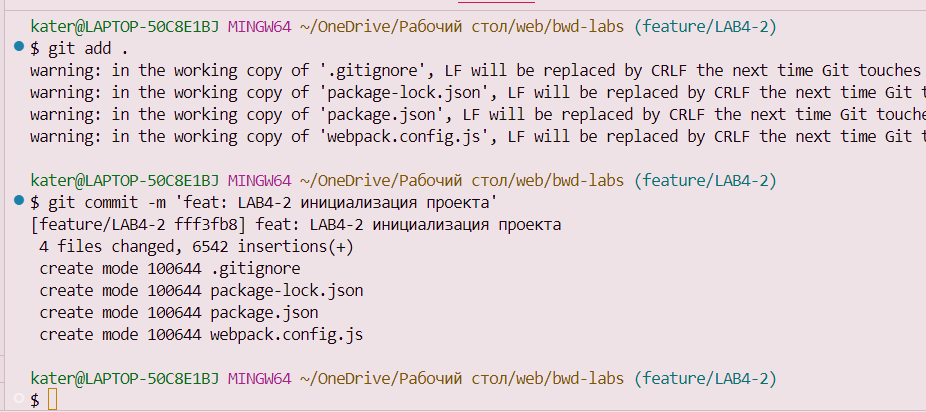 kater@LAPTOP-50C8E1BJ MINGW64 ~/OneDrive/Рабочий стол/web/bwd-labs (feature/LAB4-2)
$ git add .
warning: in the working copy of '.gitignore', LF will be replaced by CRLF the next time Git touches
warning: in the working copy of 'package-lock.json', LF will be replaced by CRLF the next time Git
warning: in the working copy of 'package.json', LF will be replaced by CRLF the next time Git touche
warning: in the working copy of 'webpack.config.js', LF will be replaced by CRLF the next time Git
kater@LAPTOP-50C8E1BJ MINGW64 ~/OneDrive/Рабочий стол/web/bwd-labs (feature/LAB4-2)
$ git commit -m 'feat: LAB4-2 инициализация проекта'
[feature/LAB4-2 fff3fb8] feat: LAB4-2 инициализация проекта
4 files changed, 6542 insertions(+)
create mode 100644 .gitignore
create mode 100644 package-lock.json
create mode 100644 package.json
create mode 100644 webpack.config.js
kater@LAPTOP-50C8E1BJ MINGW64 ~/OneDrive/Рабочий стол/web/bwd-labs (feature/LAB4-2)
$